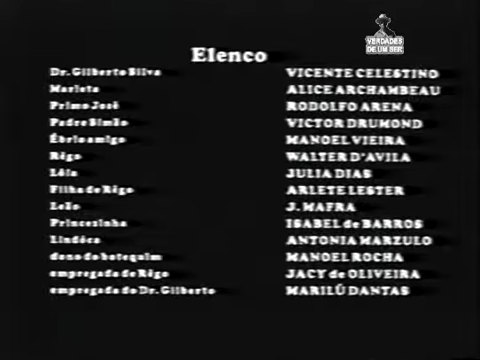 VERDADES
DE UM SER
Elenco
Dr. Gilberto Silva VICENTE CELESTINO
Marieta ALICE ARCHAMBEAU
Primo José RODOLFO ARENA
Padre Simão VICTOR DRUMOND
Ébrio amigo MANOEL VIEIRA
Rêgo WALTER D'AVILA
Léia JULIA DIAS
Filha de Rêgo ARLETE LESTER
Leão J. MAFRA
Princezinha ISABEL de BARROS
Lindóca ANTONIA MARZULO
dono do botequim MANOEL ROCHA
empregada de Rêgo JACY de OLIVEIRA
empregada do Dr. Gilberto MARILÚ DANTAS